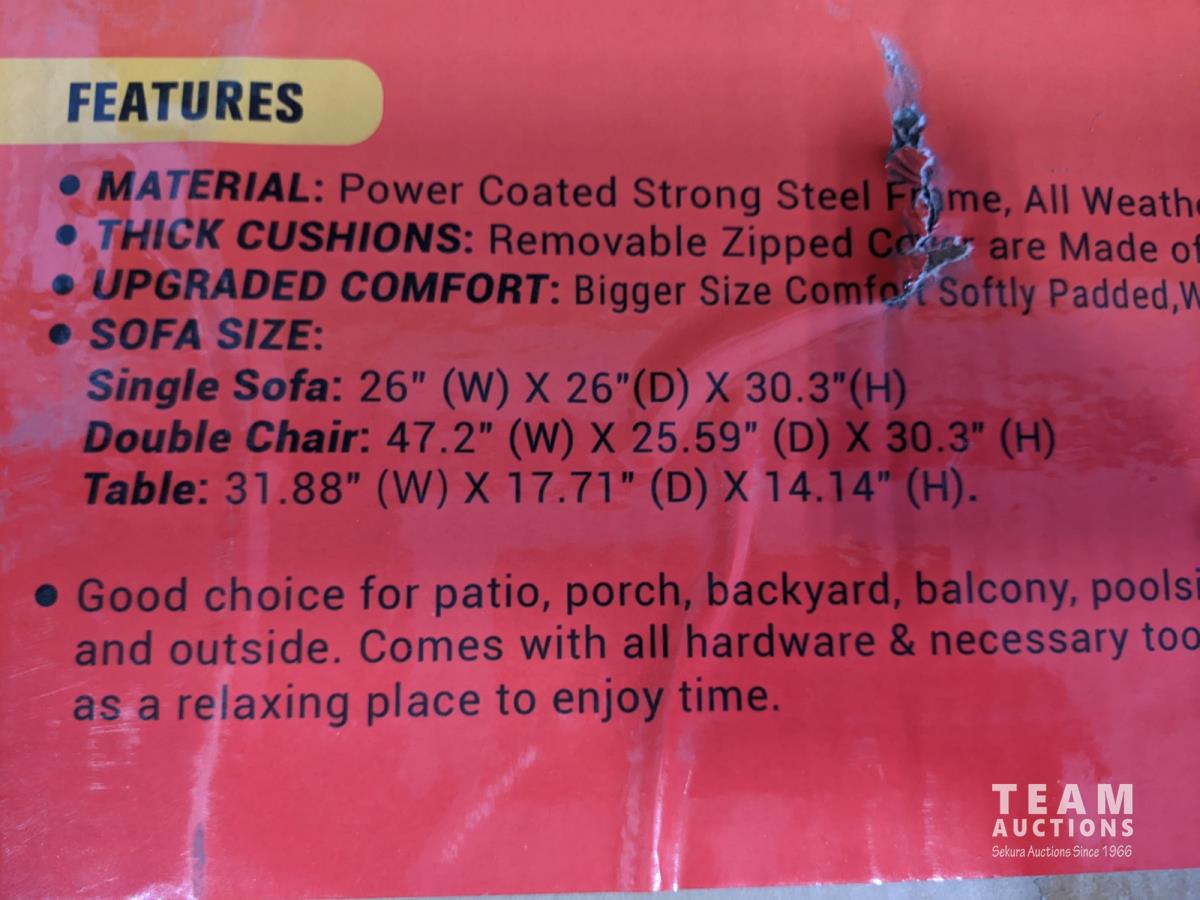 FEATURES
• MATERIAL: Power Coated Strong Steel Frame, All
• THICK CUSHIONS: Removable Zipped are Made of
• UPGRADED COMFORT: Bigger Size Comfort Softly Padded,
• SOFA SIZE:
Single Sofa: 26" (W) X 26"(D) X 30.3"(H)
Double Chair: 47.2" (W) X 25.59" (D) X 30.3" (H)
Table: 31.88" (W) X 17.71" (D) X 14.14" (H).
• Good choice for patio, porch, backyard, balcony,
and outside. Comes with all hardware & necessary
as a relaxing place to enjoy time.
TEAM
AUCTIONS
Sekura Auctions Since 1966